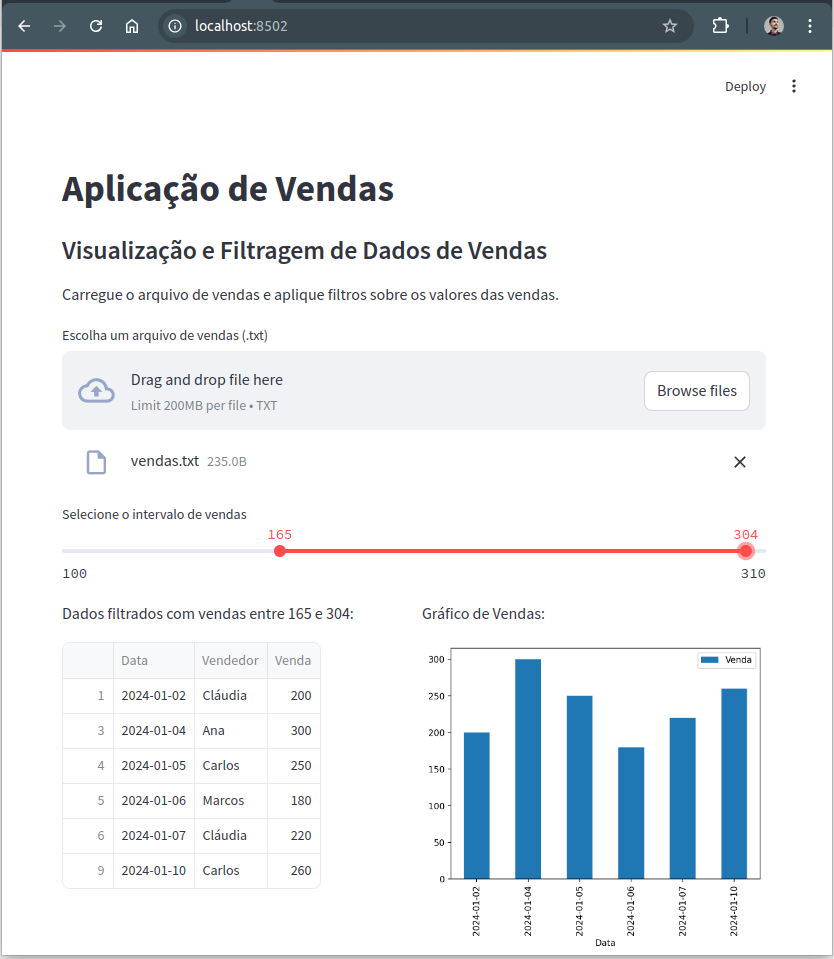 localhost:8502
Deploy
Aplicação de Vendas
Visualização e Filtragem de Dados de Vendas
Carregue o arquivo de vendas e aplique filtros sobre os valores das vendas.
Escolha um arquivo de vendas (.txt)
Drag and drop file here
Limit 200MB per file • TXT
Browse files
vendas.txt 235.0B
Selecione o intervalo de vendas
165 304
100 310
Dados filtrados com vendas entre 165 e 304:
Data Vendedor Venda
1 2024-01-02 Cláudia 200
3 2024-01-04 Ana 300
4 2024-01-05 Carlos 250
5 2024-01-06 Marcos 180
6 2024-01-07 Cláudia 220
9 2024-01-10 Carlos 260
Gráfico de Vendas:
Venda
300
250
200
150
100
50
0
2024-01-02
2024-01-04
2024-01-05
2024-01-06
2024-01-07
2024-01-10
Data